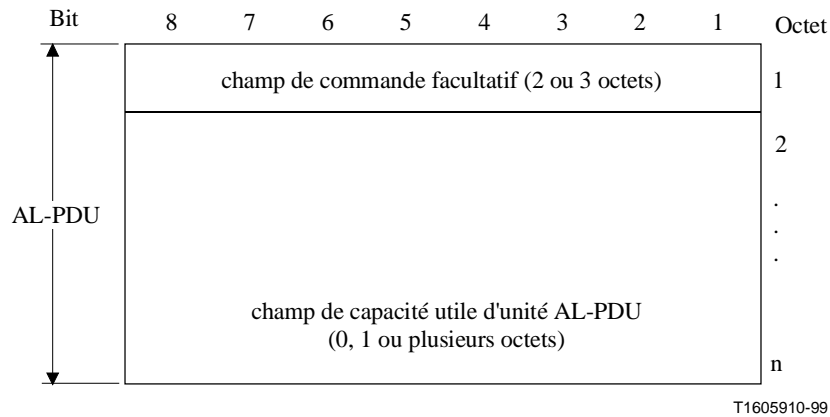 Bit 8 7 6 5 4 3 2 1 Octet
champ de commande facultatif (2 ou 3 octets) 1
2
AL-PDU .
.
.
champ de capacité utile d'unité AL-PDU
(0, 1 ou plusieurs octets)
n
T1605910-99